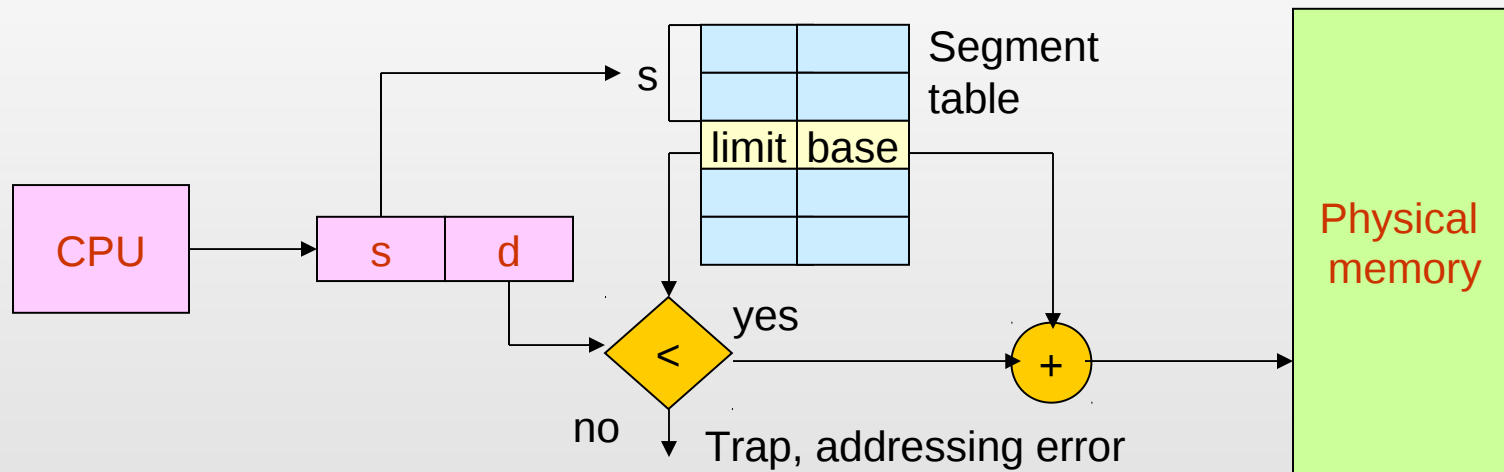 Segment
table
s
limit base
CPU
s d
Physical
memory
yes
<
+
no
Trap, addressing error